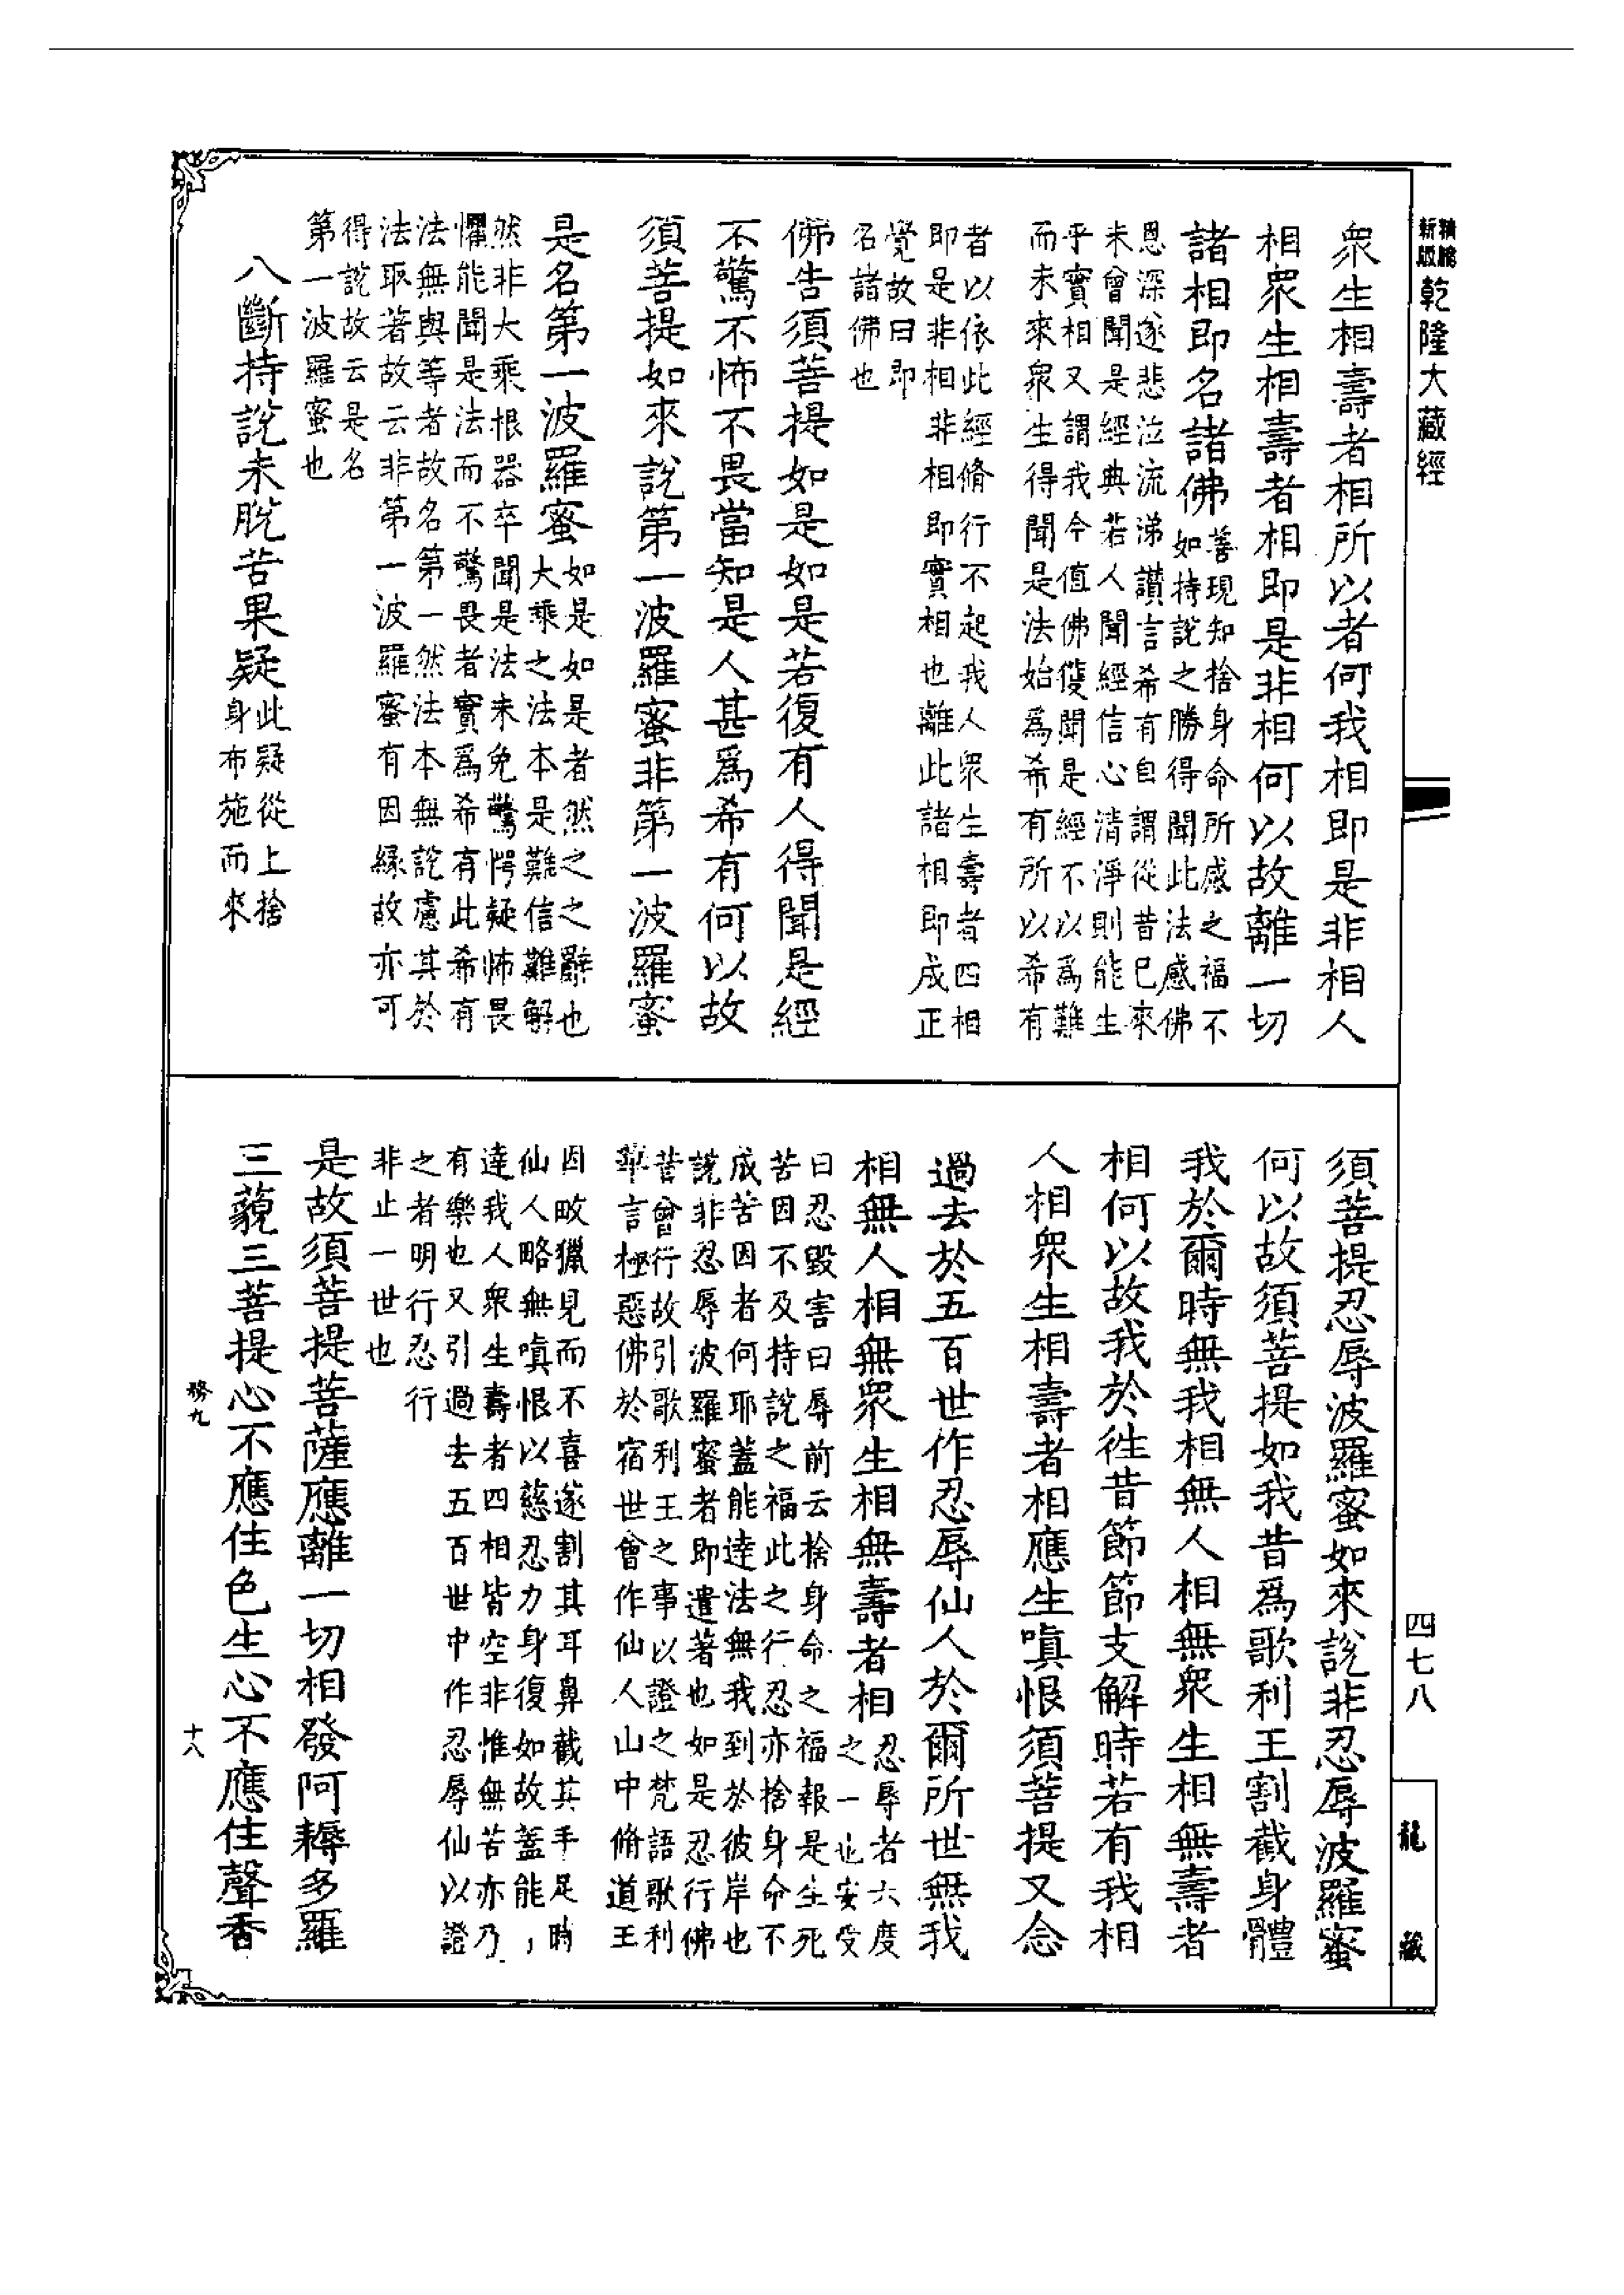 精裝
新版
乾隆大藏經
衆生相壽者相所以者何我相即是非相人
相衆生相壽者相即是非相何以故離一切
諸相即名諸佛
善現知捨身命所感之福不
如持說之勝得聞此法感佛
恩深遂悲泣流涕讚言希有自謂從昔已來
未曾聞是經典若人聞經信心清淨則能生
乎實相又謂我今值佛獲聞是經不以爲難
而未來衆生得聞是法始爲希有所以希有
者以依此經脩行不起我人衆生壽者四相
即是非相非相即實相也離此諸相即成正
覺故曰即
名諸佛也
佛告須菩提如是如是若復有人得聞是經
不驚不怖不畏當知是人甚爲希有何以故
須菩提如來說第一波羅蜜非第一波羅蜜
是名第一波羅蜜
如是如是者然之之辭也
大乘之法本是難信難解
然非大乘根器卒聞是法未免驚愕疑怖畏
懼能聞是法而不驚畏者實爲希有此希有
法無與等者故名第一然法本無說慮其於
法取著故云非第一波羅蜜有因緣故亦可
得說故云是名
第一波羅蜜也
八斷持說未脫苦果疑
此疑從上捨
身布施而來
四七八
龍藏
須菩提忍辱波羅蜜如來說非忍辱波羅蜜
何以故須菩提如我昔爲歌利王割截身體
我於爾時無我相無人相無衆生相無壽者
相何以故我於徃昔節節支解時若有我相
人相衆生相壽者相應生嗔恨須菩提又念
過去於五百世作忍辱仙人於爾所世無我
相無人相無衆生相無壽者相
忍辱者六度
之一也安受
曰忍毀害曰辱前云捨身命之福報是生死
苦因不及持說之福此之行忍亦捨身命不
成苦因者何耶蓋能達法無我到於彼岸也
說非忍辱波羅蜜者即遣著也如是忍行佛
昔曾行故引歌利王之事以證之梵語歌利
華言極惡佛於宿世曾作仙人山中脩道王
因畋獵見而不喜遂割其耳鼻截其手足時
仙人略無嗔恨以慈忍力身復如故蓋能
達我人衆生壽者四相皆空非惟無苦亦乃
有樂也又引過去五百世中作忍辱仙以證
之者明行忍行
非止一世也
是故須菩提菩薩應離一切相發阿耨多羅
三藐三菩提心不應住色生心不應住聲香
務九
十八